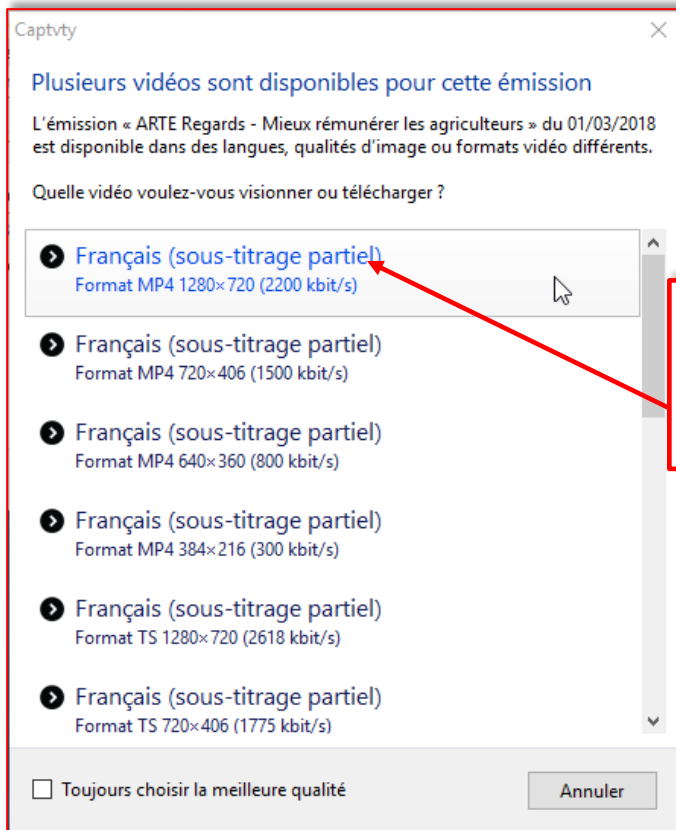 Captvty
Plusieurs vidéos sont disponibles pour cette émission
L'émission « ARTE Regards - Mieux rémunérer les agriculteurs » du 01/03/2018
est disponible dans des langues, qualités d'image ou formats vidéo différents.
Quelle vidéo voulez-vous visionner ou télécharger ?
Français (sous-titrage partiel)
Format MP4 1280×720 (2200 kbit/s)
Français (sous-titrage partiel)
Format MP4 720×406 (1500 kbit/s)
Français (sous-titrage partiel)
Format MP4 640×360 (800 kbit/s)
Français (sous-titrage partiel)
Format MP4 384×216 (300 kbit/s)
Français (sous-titrage partiel)
Format TS 1280×720 (2618 kbit/s)
Français (sous-titrage partiel)
Format TS 720×406 (1775 kbit/s)
Toujours choisir la meilleure qualité
Annuler